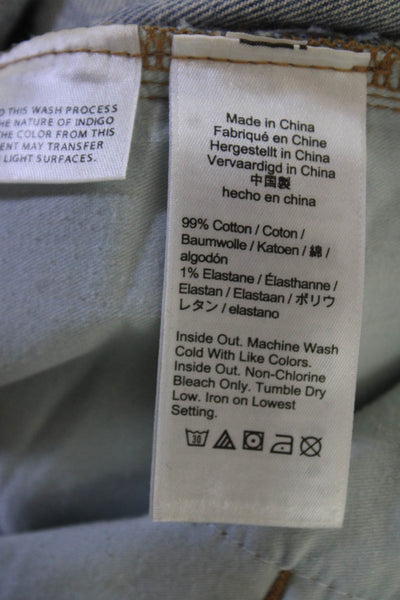 D THIS WASH PROCESS
HE NATURE OF INDIGO
THE COLOR FROM THIS
ENT MAY TRANSFER
LIGHT SURFACES.
Made in China
Fabriqué en Chine
Hergestellt in China
Vervaardigd in China
中国製
hecho en china
99% Cotton / Coton /
Baumwolle / Katoen / 綿 /
algodón
1% Elastane / Élasthanne /
Elastan / Elastaan / ポリウ
レタン / elastano
Inside Out. Machine Wash
Cold With Like Colors.
Inside Out. Non-Chlorine
Bleach Only. Tumble Dry
Low. Iron on Lowest
Setting.
30